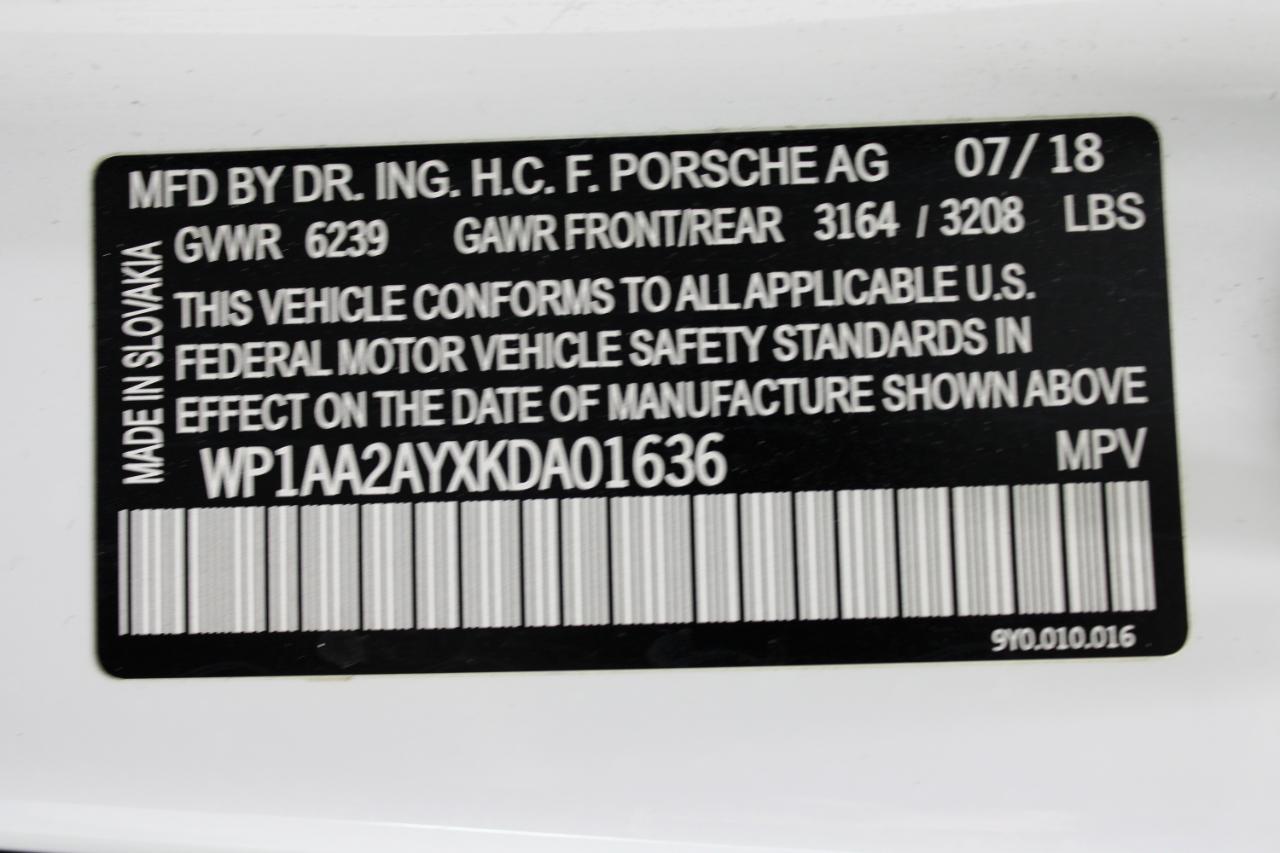 MFD BY DR. ING. H.C. F. PORSCHE AG 07/ 18
GVWR 6239 GAWR FRONT/REAR 3164 / 3208 LBS
MADE IN SLOVAKIA
THIS VEHICLE CONFORMS TO ALL APPLICABLE U.S.
FEDERAL MOTOR VEHICLE SAFETY STANDARDS IN
EFFECT ON THE DATE OF MANUFACTURE SHOWN ABOVE
WP1AA2AYXKDA01636 MPV
9Y0.010.016